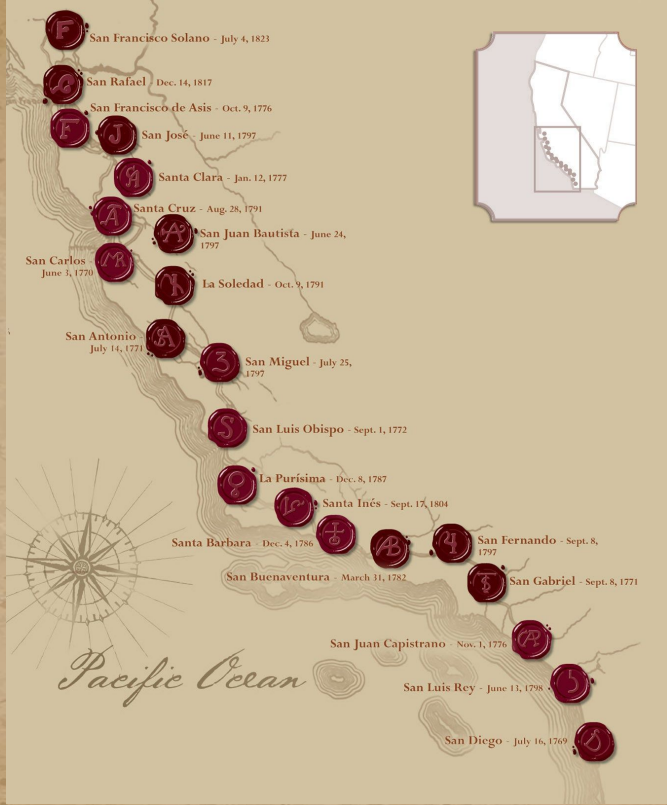 San Francisco Solano - July 4, 1823
San Rafael - Dec. 14, 1817
San Francisco de Asis - Oct. 9, 1776
San José - June 11, 1797
Santa Clara - Jan. 12, 1777
Santa Cruz - Aug. 28, 1791
San Juan Bautista - June 24,
1797
San Carlos -
June 3, 1770
La Soledad - Oct. 9, 1791
San Antonio -
July 14, 1771
San Miguel - July 25,
1797
San Luis Obispo - Sept. 1, 1772
La Purísima - Dec. 8, 1787
Santa Inés - Sept. 17, 1804
Santa Barbara - Dec. 4, 1786
San Fernando - Sept. 8,
1797
San Buenaventura - March 31, 1782
San Gabriel - Sept. 8, 1771
San Juan Capistrano - Nov. 1, 1776
Pacific Ocean
San Luis Rey - June 13, 1798
San Diego - July 16, 1769